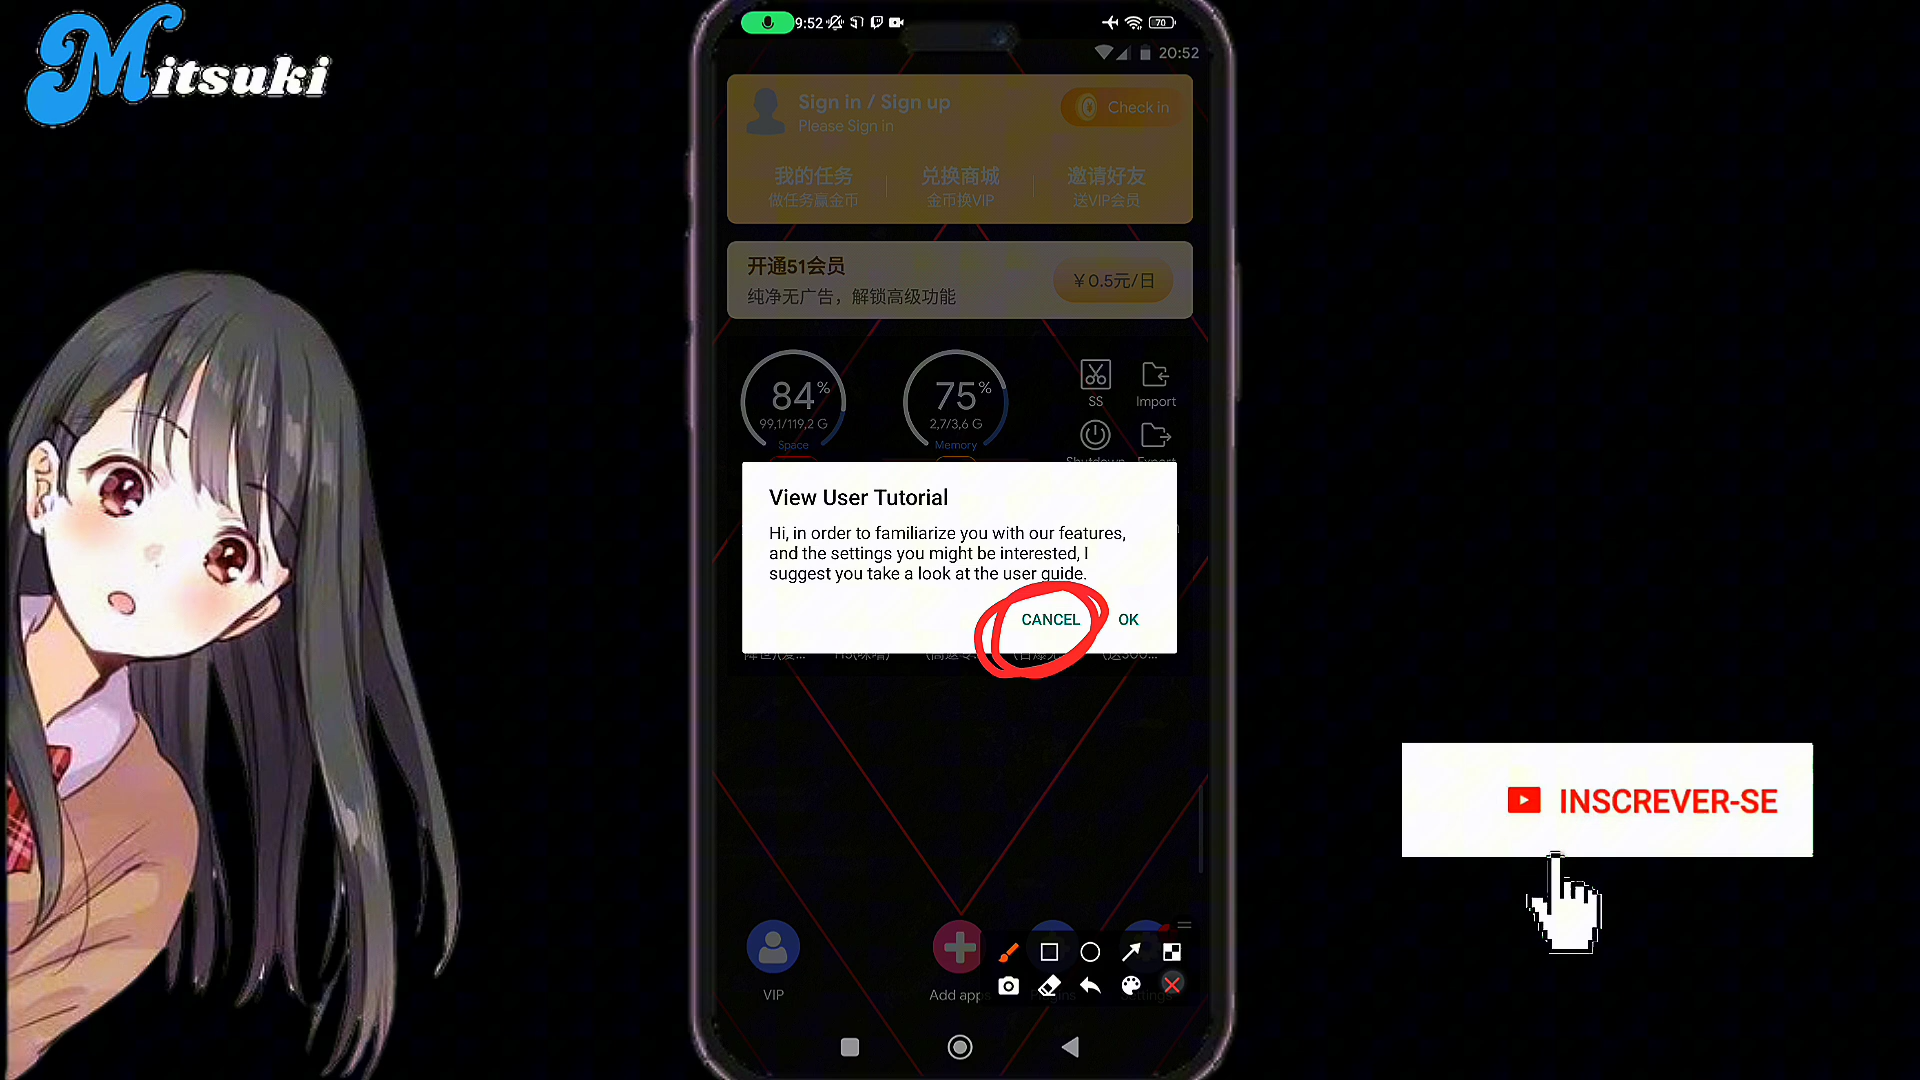 Mitsuki
9:52
70
20:52
Sign in / Sign up
Please Sign in
Check in
我的任务
兑换商城
邀请好友
做任务赢金币
金币换VIP
送VIP会员
开通51会员
纯净无广告，解锁高级功能
￥0.5元/日
84%
99,1/119,2 G
Space
75%
2,7/3,6 G
Memory
SS
Import
Shutdown
Export
View User Tutorial
Hi, in order to familiarize you with our features,
and the settings you might be interested, I
suggest you take a look at the user guide.
CANCEL
OK
INSCREVER-SE
VIP
Add apps